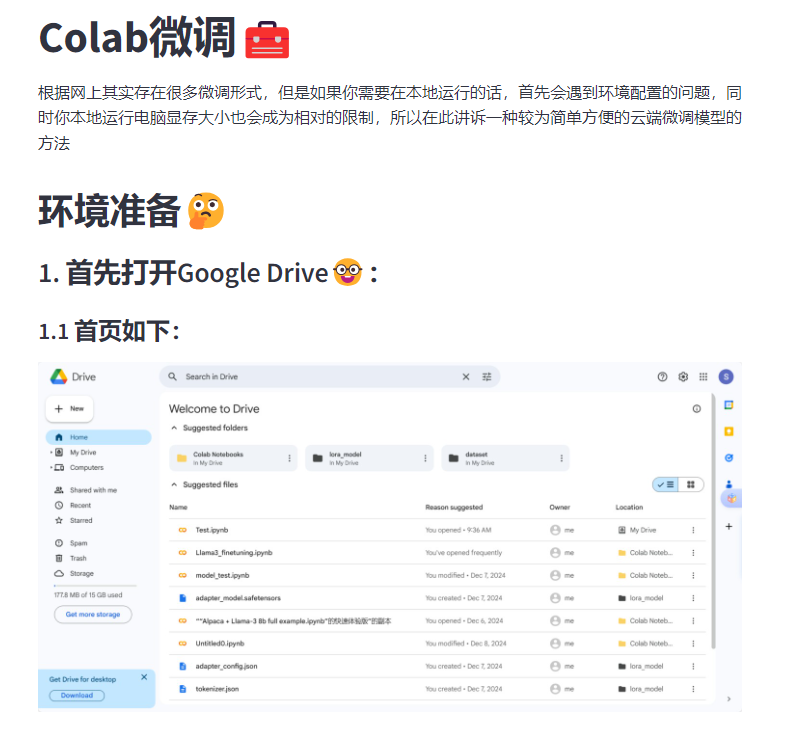 Colab微调🧰
根据网上其实存在很多微调形式，但是如果你需要在本地运行的话，首先会遇到环境配置的问题，同
时你本地运行电脑显存大小也会成为相对的限制，所以在此讲诉一种较为简单方便的云端微调模型的
方法
环境准备🤔
1. 首先打开Google Drive🤓：
1.1 首页如下：
Drive
Search in Drive
S
New
Welcome to Drive
Suggested folders
Home
My Drive
Computers
Colab Notebooks
In My Drive
lora_model
In My Drive
dataset
In My Drive
Shared with me
Recent
Starred
Spam
Trash
Storage
177.8 MB of 15 GB used
Get more storage
Suggested files
Name Reason suggested Owner Location
Test.ipynb You opened • 9:36 AM me My Drive
Llama3_finetuning.ipynb You've opened frequently me Colab Noteb...
model_test.ipynb You modified • Dec 7, 2024 me Colab Noteb...
adapter_model.safetensors You created • Dec 7, 2024 me lora_model
""Alpaca + Llama-3 8b full example.ipynb"的快速体验版"的副本 You opened • Dec 6, 2024 me Colab Noteb...
Untitled0.ipynb You modified • Dec 8, 2024 me Colab Noteb...
adapter_config.json You created • Dec 7, 2024 me lora_model
tokenizer.json You created • Dec 7, 2024 me lora_model
Get Drive for desktop
Download